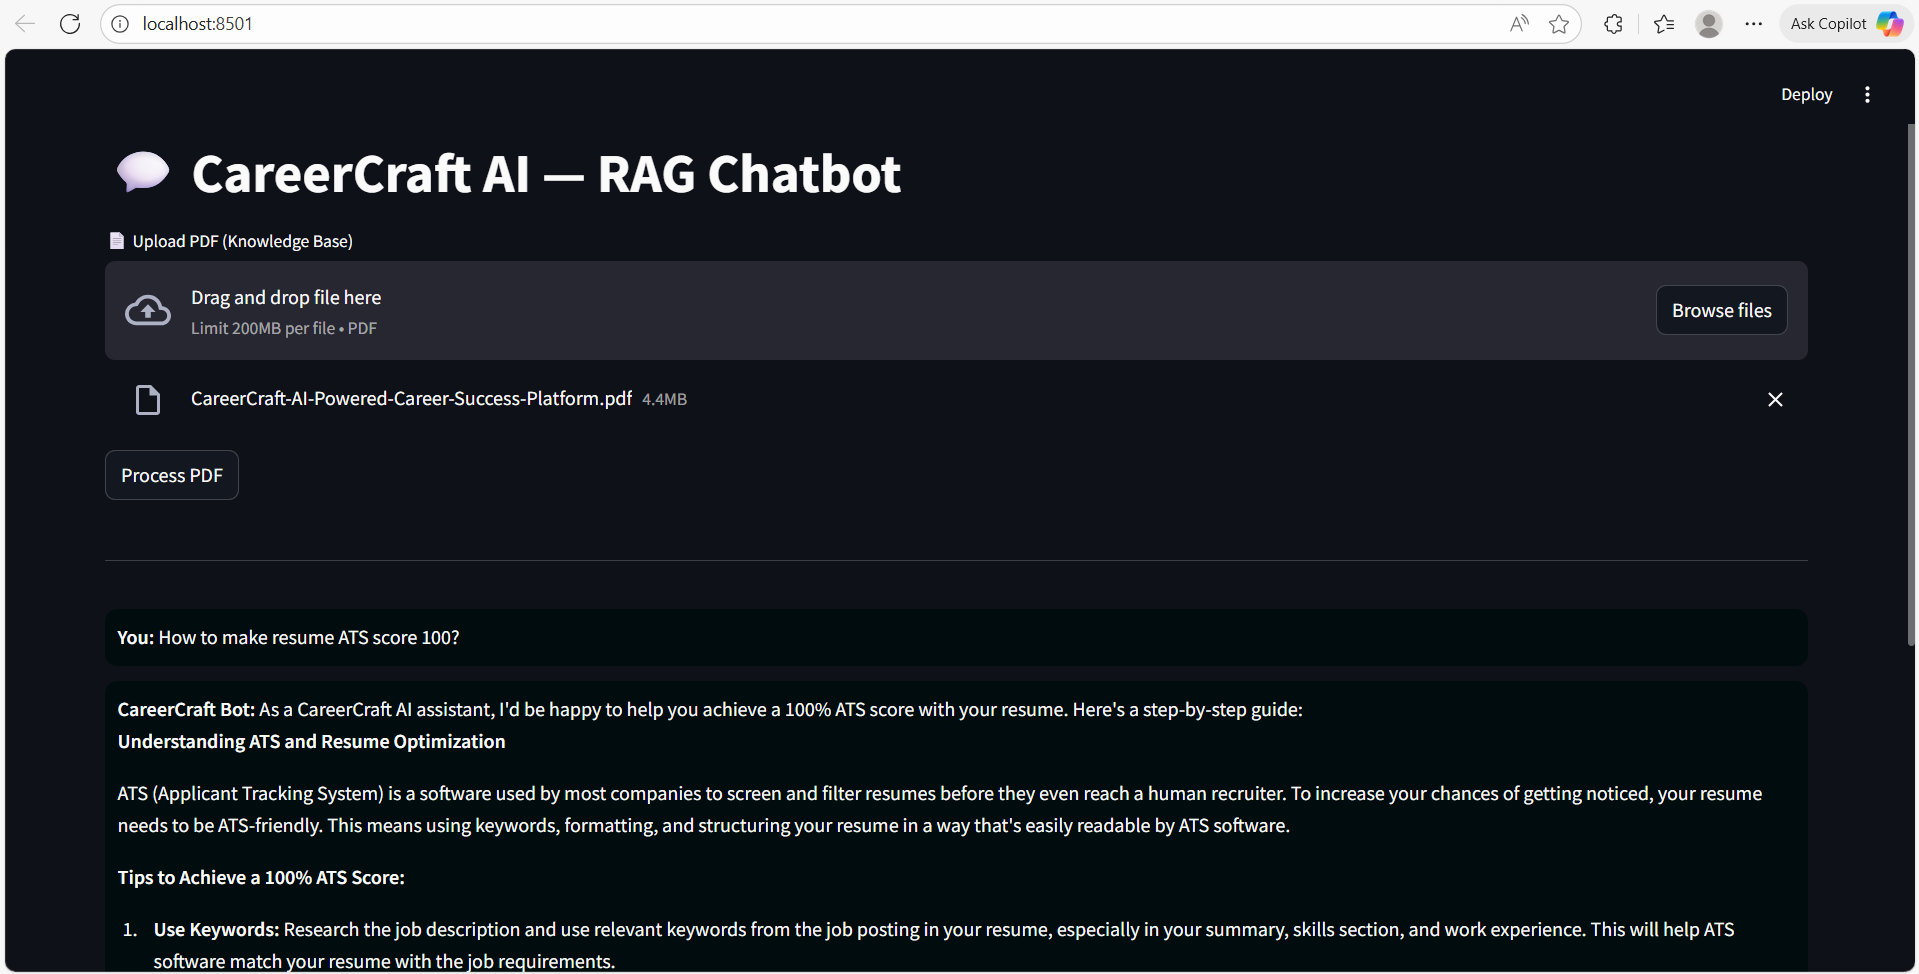 localhost:8501
Ask Copilot
Deploy
CareerCraft AI — RAG Chatbot
Upload PDF (Knowledge Base)
Drag and drop file here
Limit 200MB per file • PDF
Browse files
CareerCraft-AI-Powered-Career-Success-Platform.pdf 4.4MB
Process PDF
You: How to make resume ATS score 100?
CareerCraft Bot: As a CareerCraft AI assistant, I'd be happy to help you achieve a 100% ATS score with your resume. Here's a step-by-step guide:
Understanding ATS and Resume Optimization
ATS (Applicant Tracking System) is a software used by most companies to screen and filter resumes before they even reach a human recruiter. To increase your chances of getting noticed, your resume
needs to be ATS-friendly. This means using keywords, formatting, and structuring your resume in a way that's easily readable by ATS software.
Tips to Achieve a 100% ATS Score:
1. Use Keywords: Research the job description and use relevant keywords from the job posting in your resume, especially in your summary, skills section, and work experience. This will help ATS
software match your resume with the job requirements.